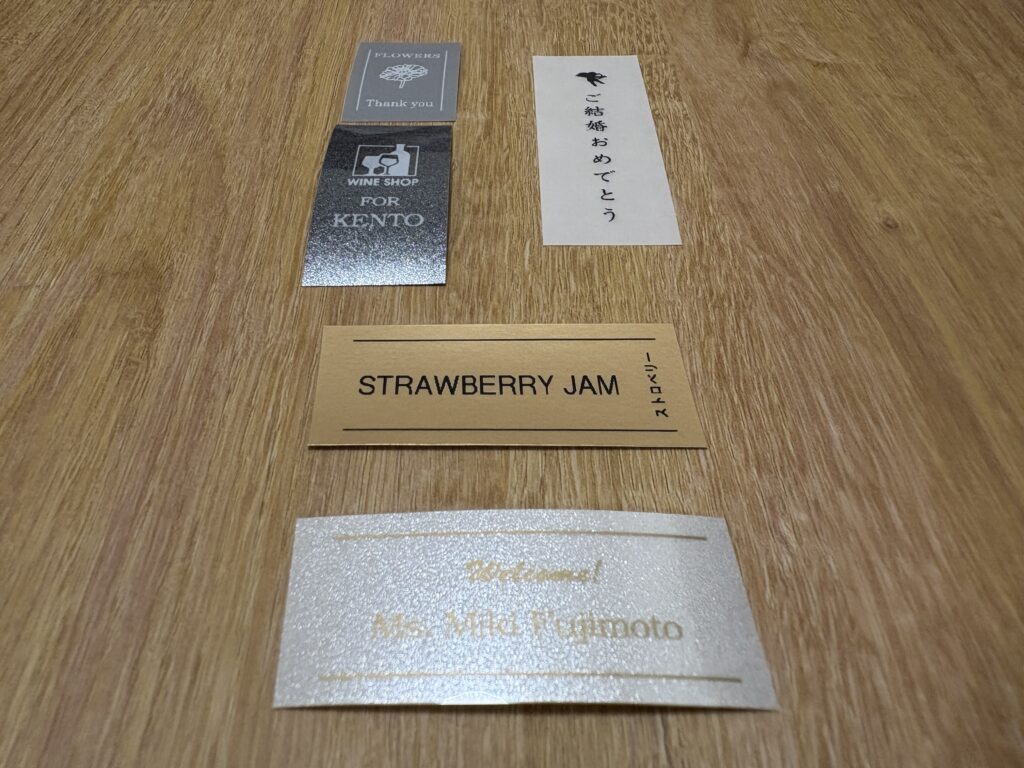 FLOWERS
Thank you
WINE SHOP
FOR
KENTO
ご結婚おめでとう
STRAWBERRY JAM
ストロベリー
Welcome!
Ms. Miki Fujimoto